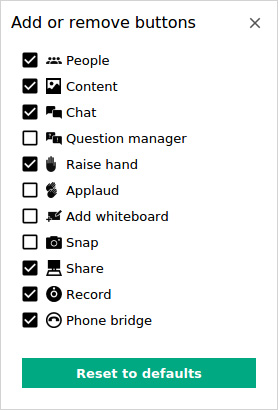 Add or remove buttons
People
Content
Chat
Question manager
Raise hand
Applaud
Add whiteboard
Snap
Share
Record
Phone bridge
Reset to defaults